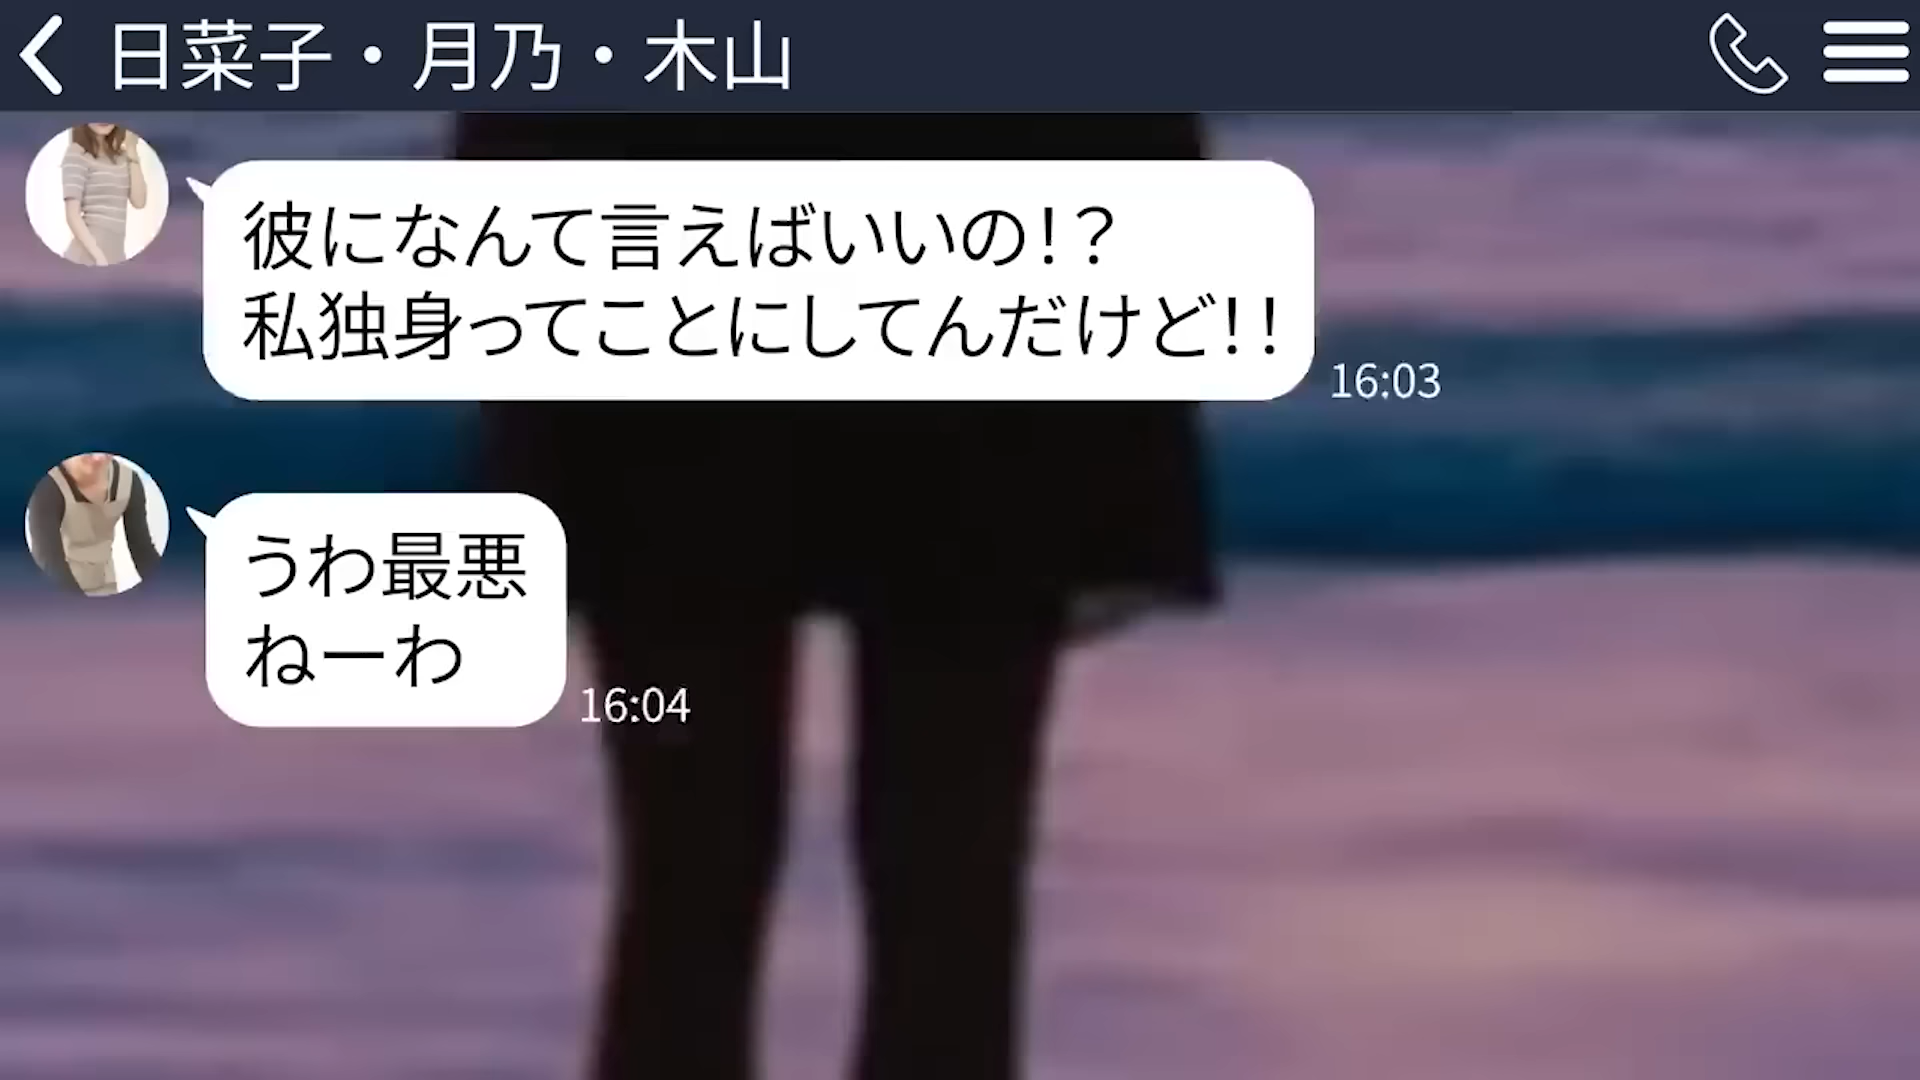 日菜子・月乃・木山
彼になんて言えばいいの！？
私独身ってことにしてんだけど！！
16:03
うわ最悪
ねーわ
16:04